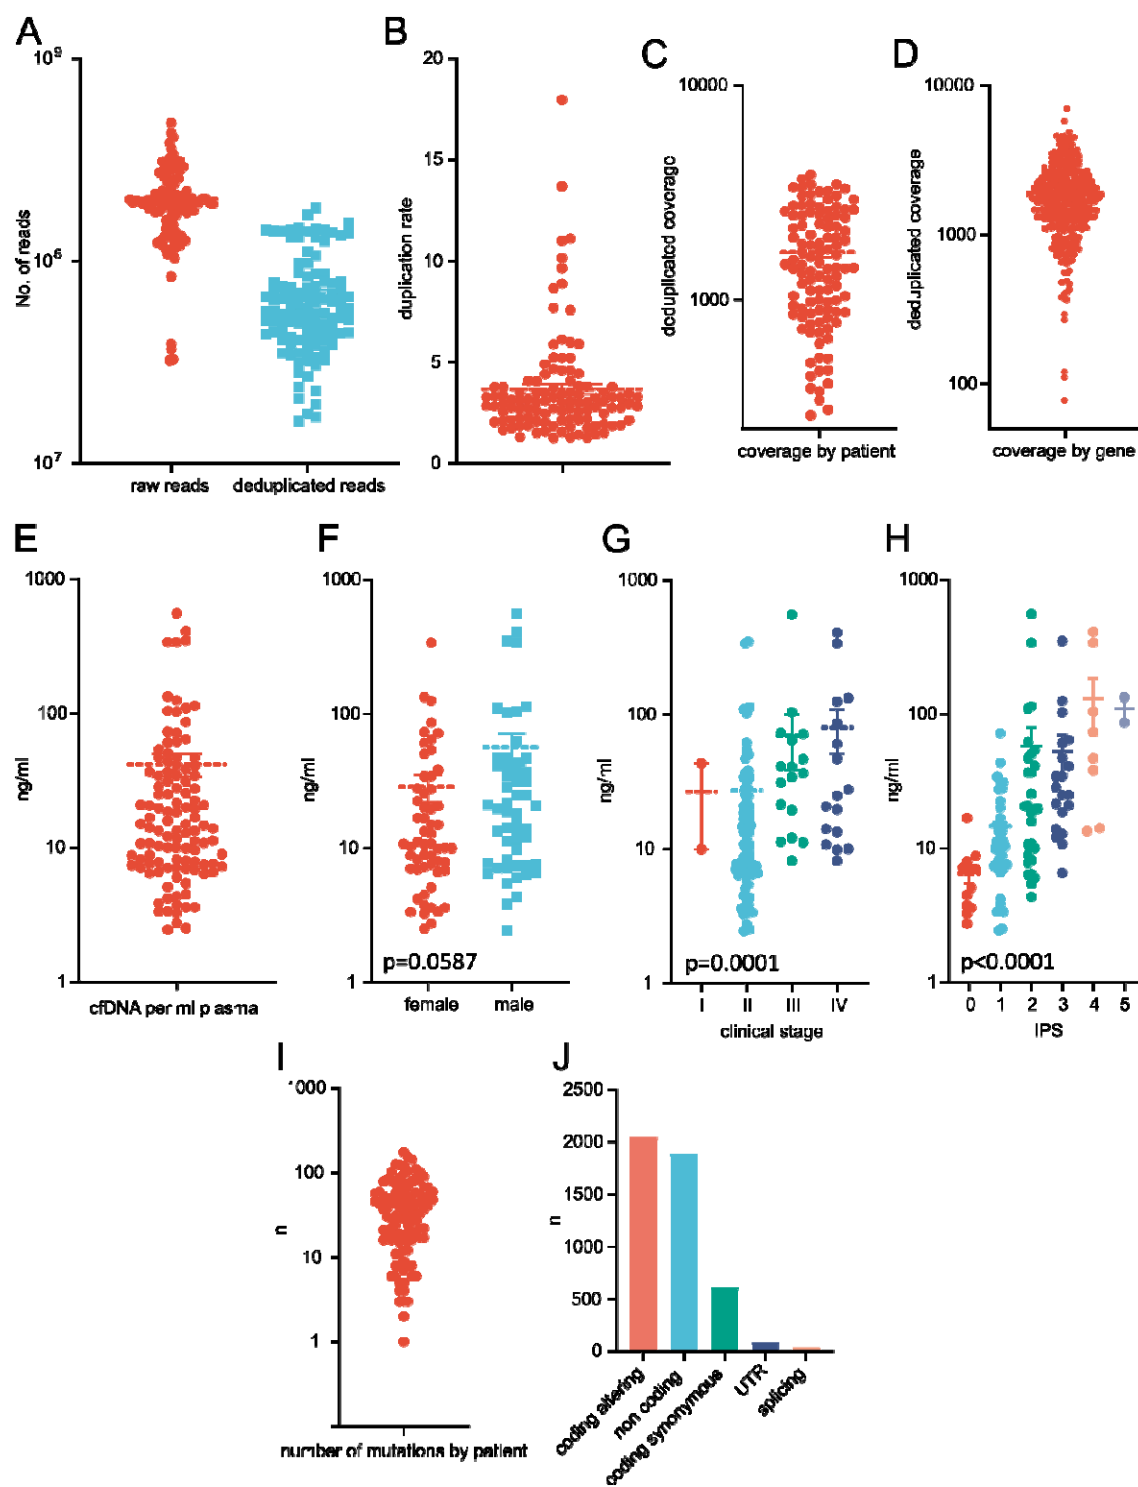 A
B
C
D
10⁹
10⁶
10⁷
No. of reads
raw reads
deduplicated reads
20
15
10
5
0
duplication rate
10000
1000
deduplicated coverage
coverage by patient
10000
1000
100
deduplicated coverage
coverage by gene
E
F
G
H
1000
100
10
1
ng/ml
cfDNA per ml plasma
1000
100
10
1
ng/ml
p=0.0587
female
male
1000
100
10
1
ng/ml
p=0.0001
I
II
III
IV
clinical stage
1000
100
10
1
ng/ml
p<0.0001
0
1
2
3
4
5
IPS
I
J
1000
100
10
1
n
number of mutations by patient
2500
2000
1500
1000
500
0
n
coding altering
non coding
coding synonymous
UTR
splicing